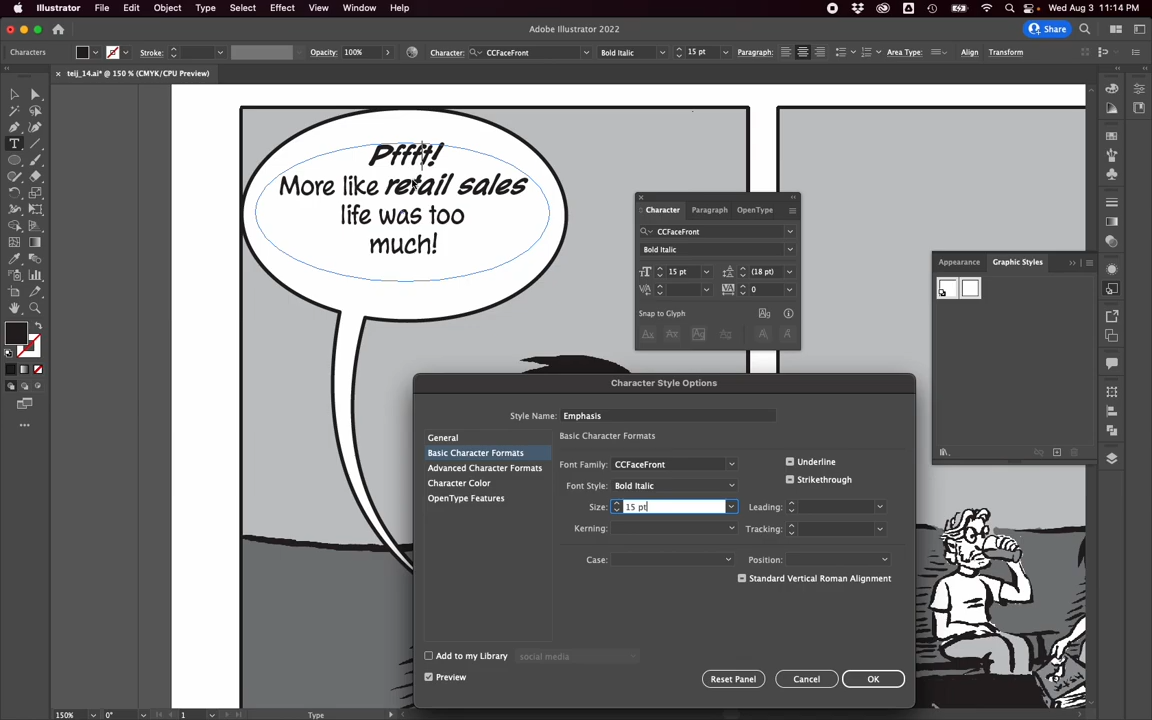 Illustrator File Edit Object Type Select Effect View Window Help Wed Aug 3 11:14 PM
Adobe Illustrator 2022 Share
Characters Stroke: Opacity: 100% Character: CCFaceFront Bold Italic 15 pt Paragraph: Area Type: Align Transform
teij_14.ai* @ 150 % (CMYK/CPU Preview)
Pffft!
More like retail sales
life was too
much!
Character Paragraph OpenType
CCFaceFront
Bold Italic
15 pt (18 pt)
0
Snap to Glyph
Appearance Graphic Styles
Character Style Options
Style Name: Emphasis
General
Basic Character Formats
Advanced Character Formats
Character Color
OpenType Features
Basic Character Formats
Font Family: CCFaceFront Underline
Font Style: Bold Italic Strikethrough
Size: 15 pt Leading:
Kerning: Tracking:
Case: Position:
Standard Vertical Roman Alignment
Add to my Library social media
Preview Reset Panel Cancel OK
150% 0° 1 Type